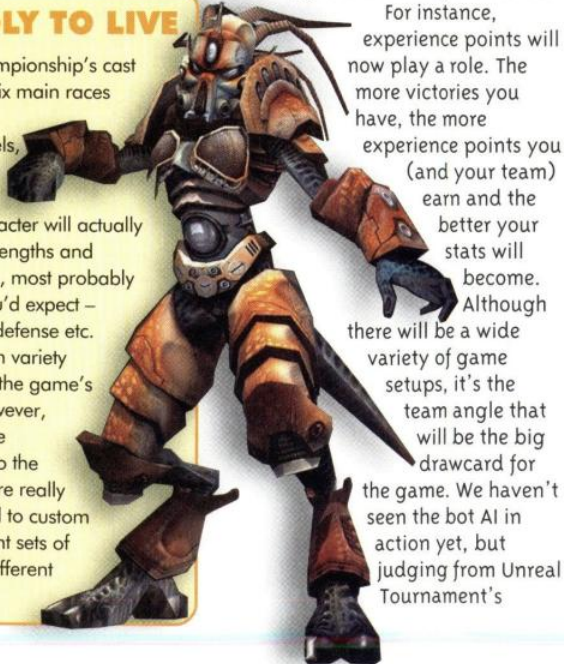 LY TO LIVE
mpionship's cast
ix main races
els,
acter will actually
engths and
, most probably
u'd expect –
defense etc.
n variety
the game's
vever,
e
o the
re really
d to custom
nt sets of
fferent
For instance,
experience points will
now play a role. The
more victories you
have, the more
experience points you
(and your team)
earn and the
better your
stats will
become.
Although
there will be a wide
variety of game
setups, it's the
team angle that
will be the big
drawcard for
the game. We haven't
seen the bot AI in
action yet, but
judging from Unreal
Tournament's